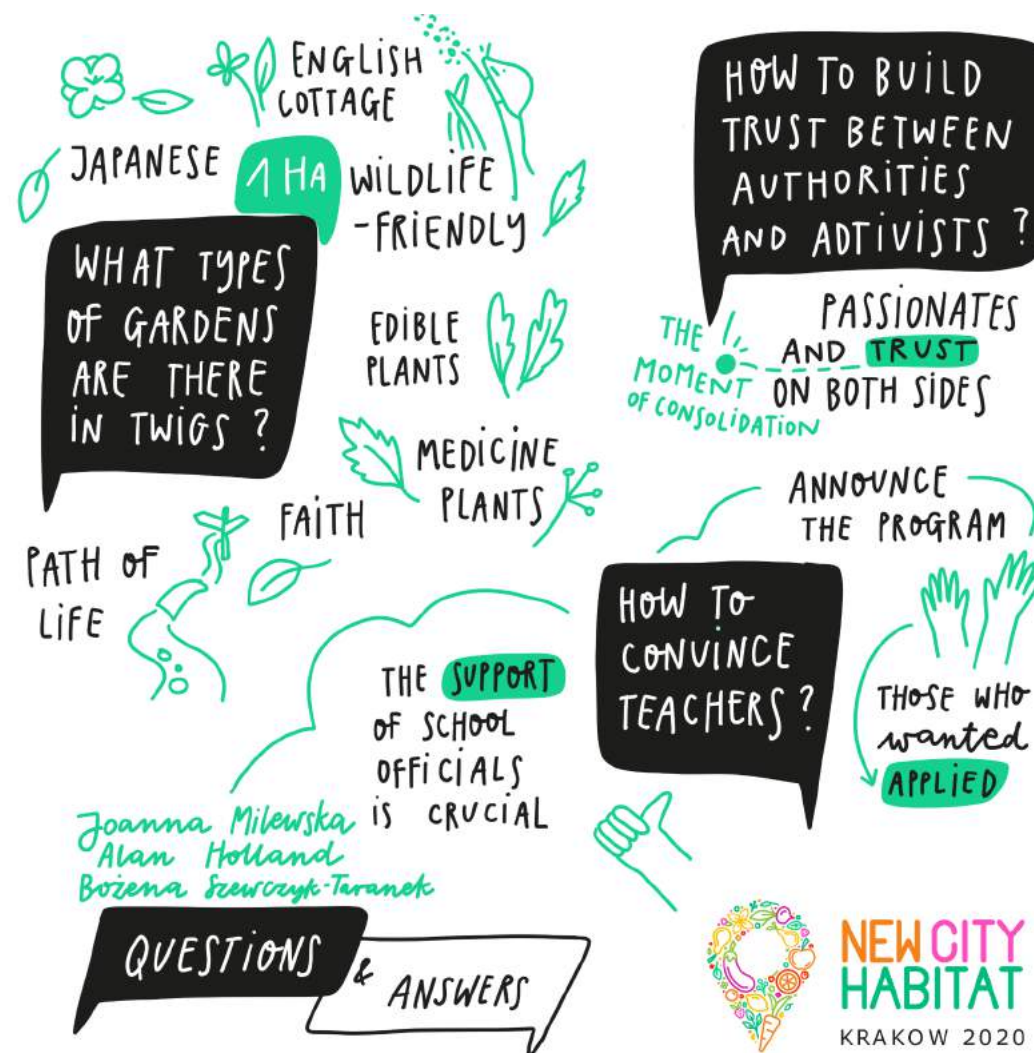 WHAT TYPES
OF GARDENS
ARE THERE
IN TWIGS ?
JAPANESE
ENGLISH
COTTAGE
1 HA
WILDLIFE
-FRIENDLY
EDIBLE
PLANTS
MEDICINE
PLANTS
FAITH
PATH OF
LIFE
HOW TO BUILD
TRUST BETWEEN
AUTHORITIES
AND ADTIVISTS ?
THE
MOMENT
OF CONSOLIDATION
PASSIONATES
AND TRUST
ON BOTH SIDES
HOW TO
CONVINCE
TEACHERS ?
ANNOUNCE
THE PROGRAM
THOSE WHO
wanted
APPLIED
THE SUPPORT
OF SCHOOL
OFFICIALS
IS CRUCIAL
Joanna Milewska
Alan Holland
Bożena Szewczyk-Taranek
QUESTIONS
&
ANSWERS
NEW CITY
HABITAT
KRAKOW 2020